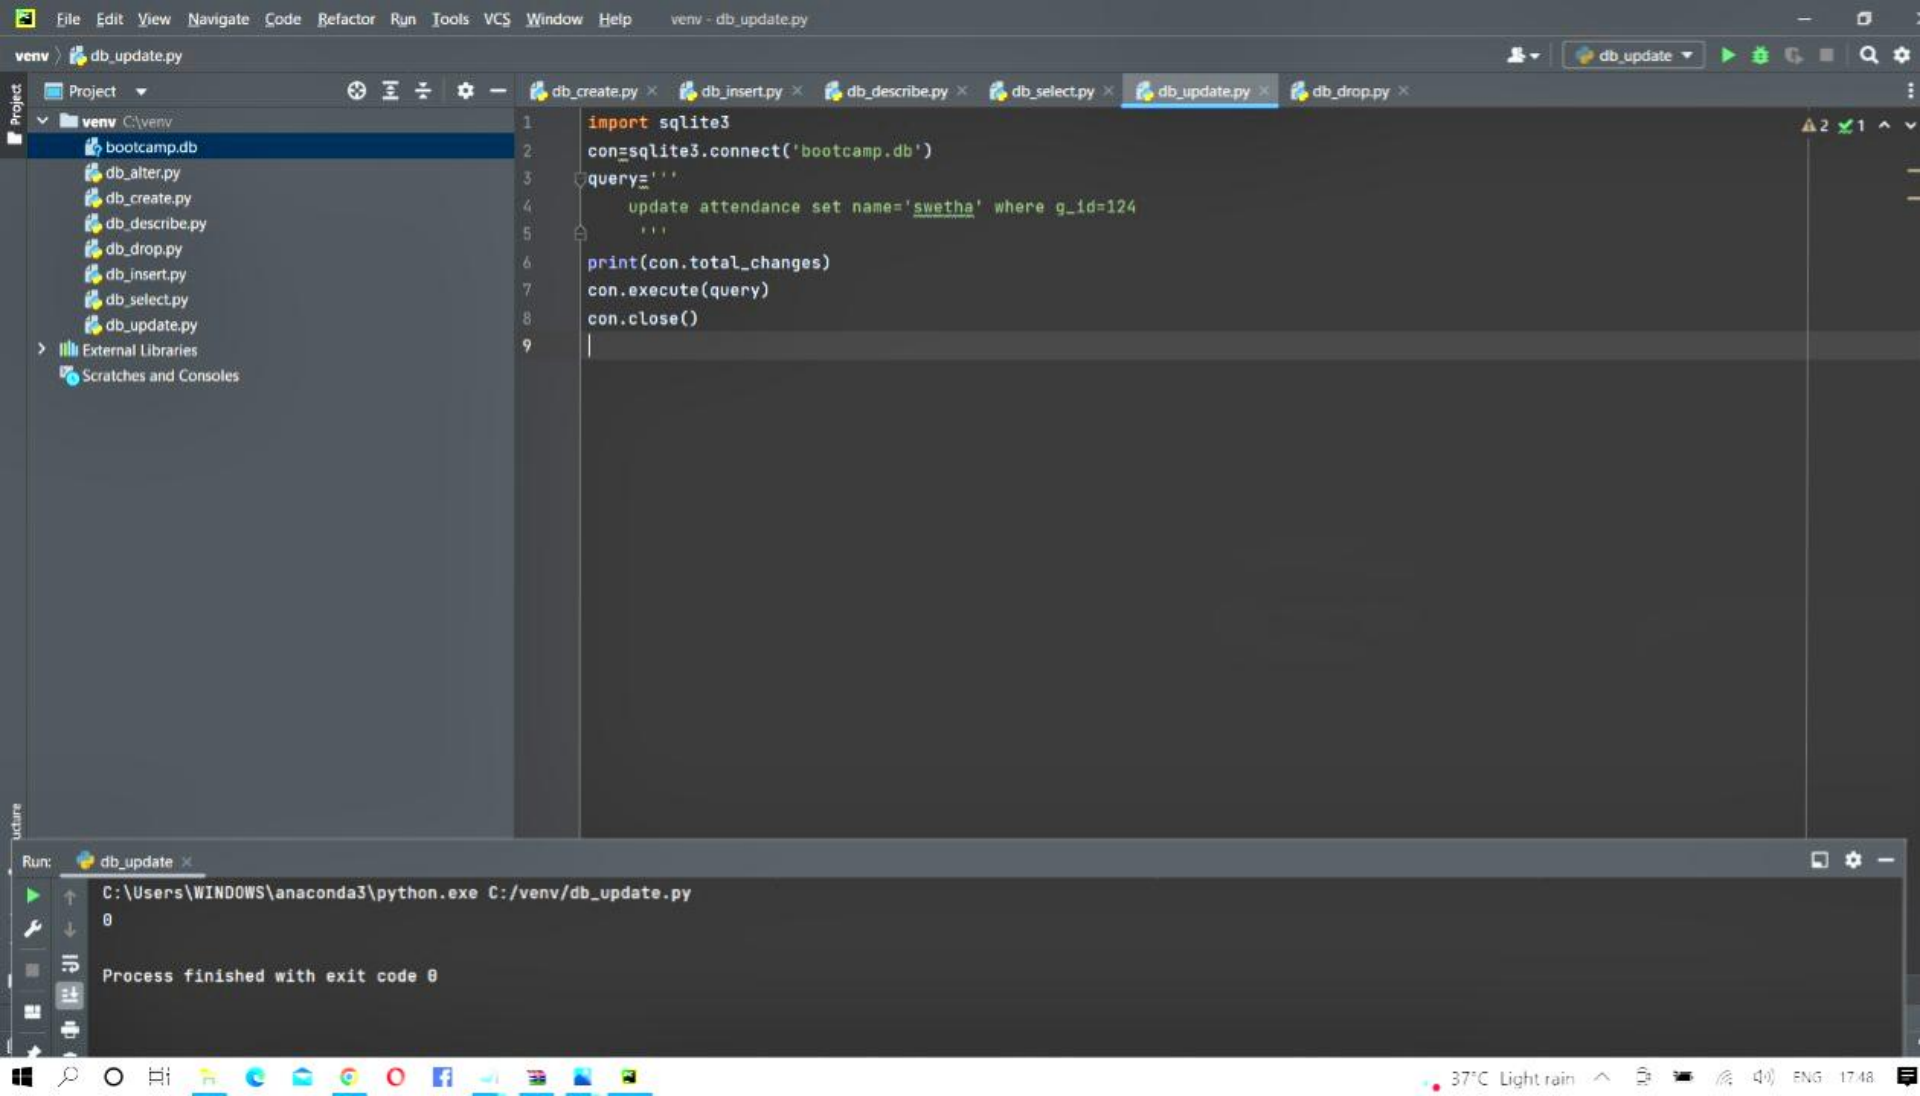 File Edit View Navigate Code Refactor Run Tools VCS Window Help venv - db_update.py
venv db_update.py db_update
Project
Project db_create.py db_insert.py db_describe.py db_select.py db_update.py db_drop.py
venv C:\venv
bootcamp.db
db_alter.py
db_create.py
db_describe.py
db_drop.py
db_insert.py
db_select.py
db_update.py
External Libraries
Scratches and Consoles
2 1
1 import sqlite3
2 con=sqlite3.connect('bootcamp.db')
3 query='''
4 update attendance set name='swetha' where g_id=124
5 '''
6 print(con.total_changes)
7 con.execute(query)
8 con.close()
9
ucture
Run: db_update
C:\Users\WINDOWS\anaconda3\python.exe C:/venv/db_update.py
0
Process finished with exit code 0
37°C Light rain ENG 17:48